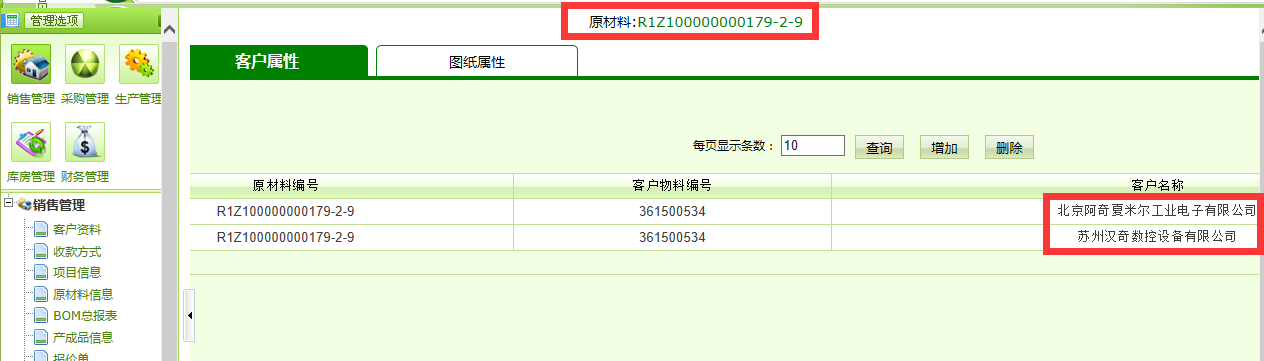 管理选项
原材料:R1Z100000000179-2-9
客户属性 图纸属性
销售管理 采购管理 生产管理
库房管理 财务管理
每页显示条数： 10 查询 增加 删除
原材料编号 客户物料编号 客户名称
R1Z100000000179-2-9 361500534 北京阿奇夏米尔工业电子有限公司
R1Z100000000179-2-9 361500534 苏州汉奇数控设备有限公司
销售管理
客户资料
收款方式
项目信息
原材料信息
BOM总报表
产成品信息
报价单